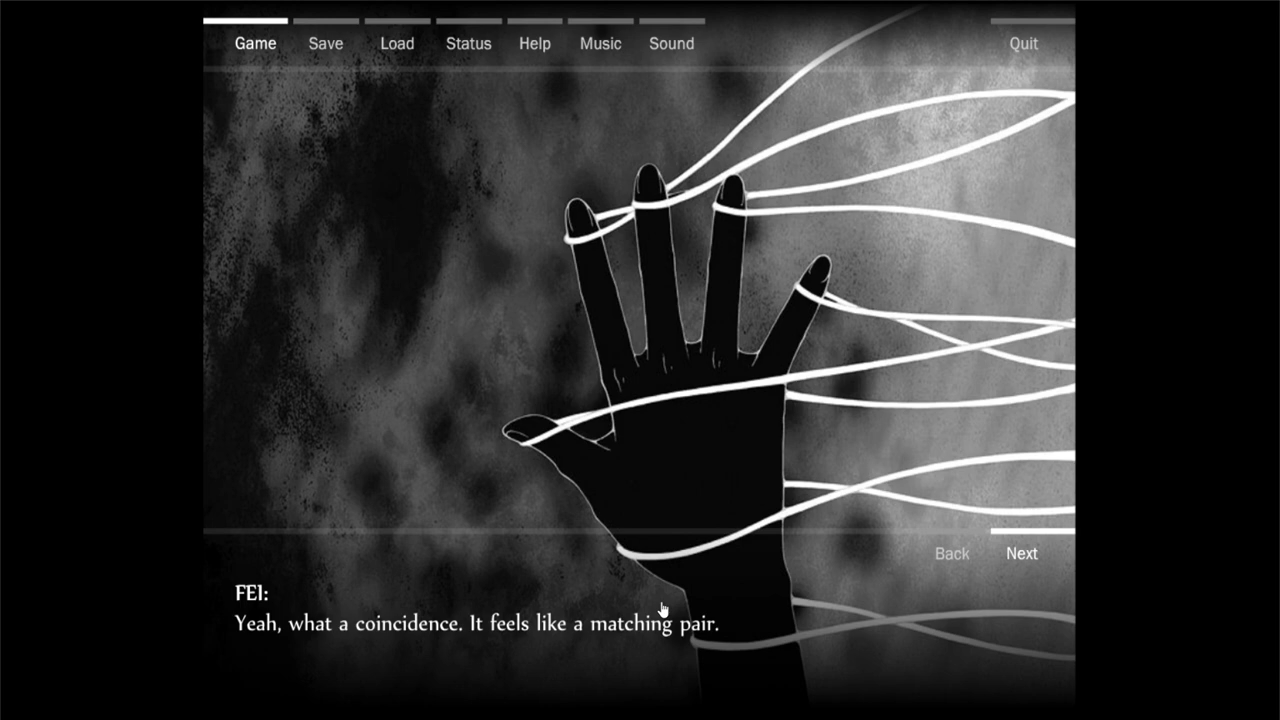 Game Save Load Status Help Music Sound Quit
Back Next
FEI:
Yeah, what a coincidence. It feels like a matching pair.